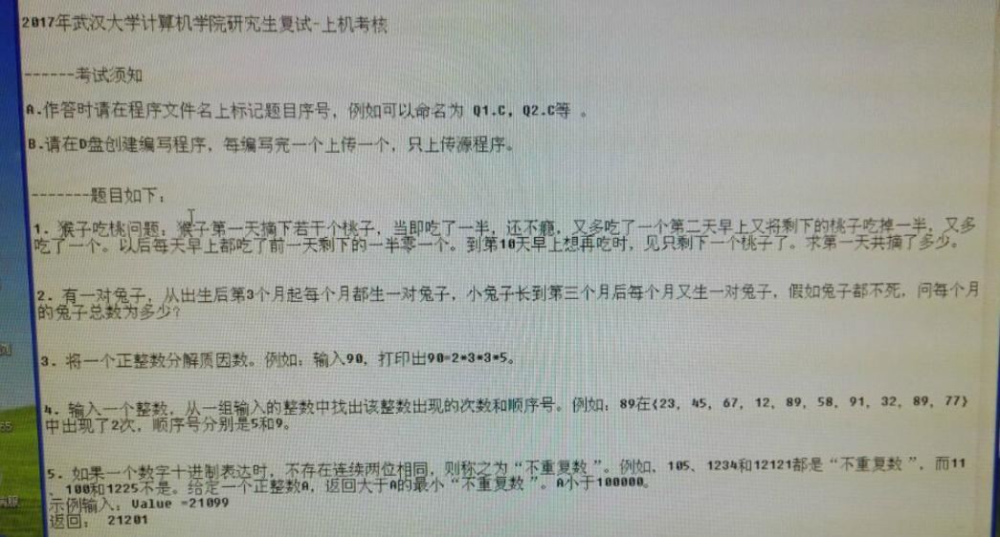 2017年武汉大学计算机学院研究生复试-上机考核
------考试须知
A.作答时请在程序文件名上标记题目序号，例如可以命名为 Q1.C，Q2.C等 。
B.请在D盘创建编写程序，每编写完一个上传一个，只上传源程序。
-------题目如下：
1. 猴子吃桃问题：猴子第一天摘下若干个桃子，当即吃了一半，还不瘾，又多吃了一个第二天早上又将剩下的桃子吃掉一半，又多
吃了一个。以后每天早上都吃了前一天剩下的一半零一个。到第10天早上想再吃时，见只剩下一个桃子了。求第一天共摘了多少。
2. 有一对兔子，从出生后第3个月起每个月都生一对兔子，小兔子长到第三个月后每个月又生一对兔子，假如兔子都不死，问每个月
的兔子总数为多少？
3. 将一个正整数分解质因数。例如：输入90，打印出90=2*3*3*5。
4. 输入一个整数，从一组输入的整数中找出该整数出现的次数和顺序号。例如：89在{23, 45, 67, 12, 89, 58, 91, 32, 89, 77}
中出现了2次，顺序号分别是5和9。
5. 如果一个数字十进制表达时，不存在连续两位相同，则称之为“不重复数”。例如、105、1234和12121都是“不重复数”，而11
、100和1225不是。给定一个正整数A，返回大于A的最小“不重复数”。A小于100000。
示例输入：Value =21099
返回： 21201
65